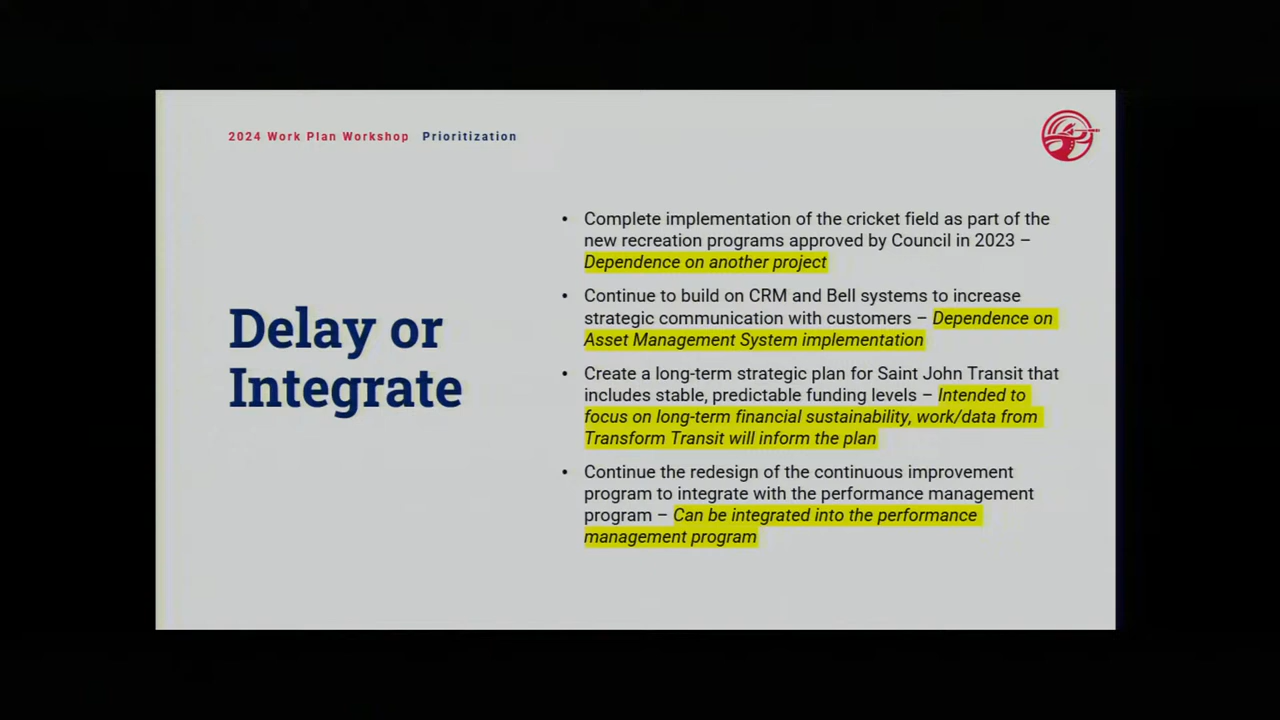 2024 Work Plan Workshop Prioritization
Delay or
Integrate
• Complete implementation of the cricket field as part of the
new recreation programs approved by Council in 2023 –
Dependence on another project
• Continue to build on CRM and Bell systems to increase
strategic communication with customers – Dependence on
Asset Management System implementation
• Create a long-term strategic plan for Saint John Transit that
includes stable, predictable funding levels – Intended to
focus on long-term financial sustainability, work/data from
Transform Transit will inform the plan
• Continue the redesign of the continuous improvement
program to integrate with the performance management
program – Can be integrated into the performance
management program